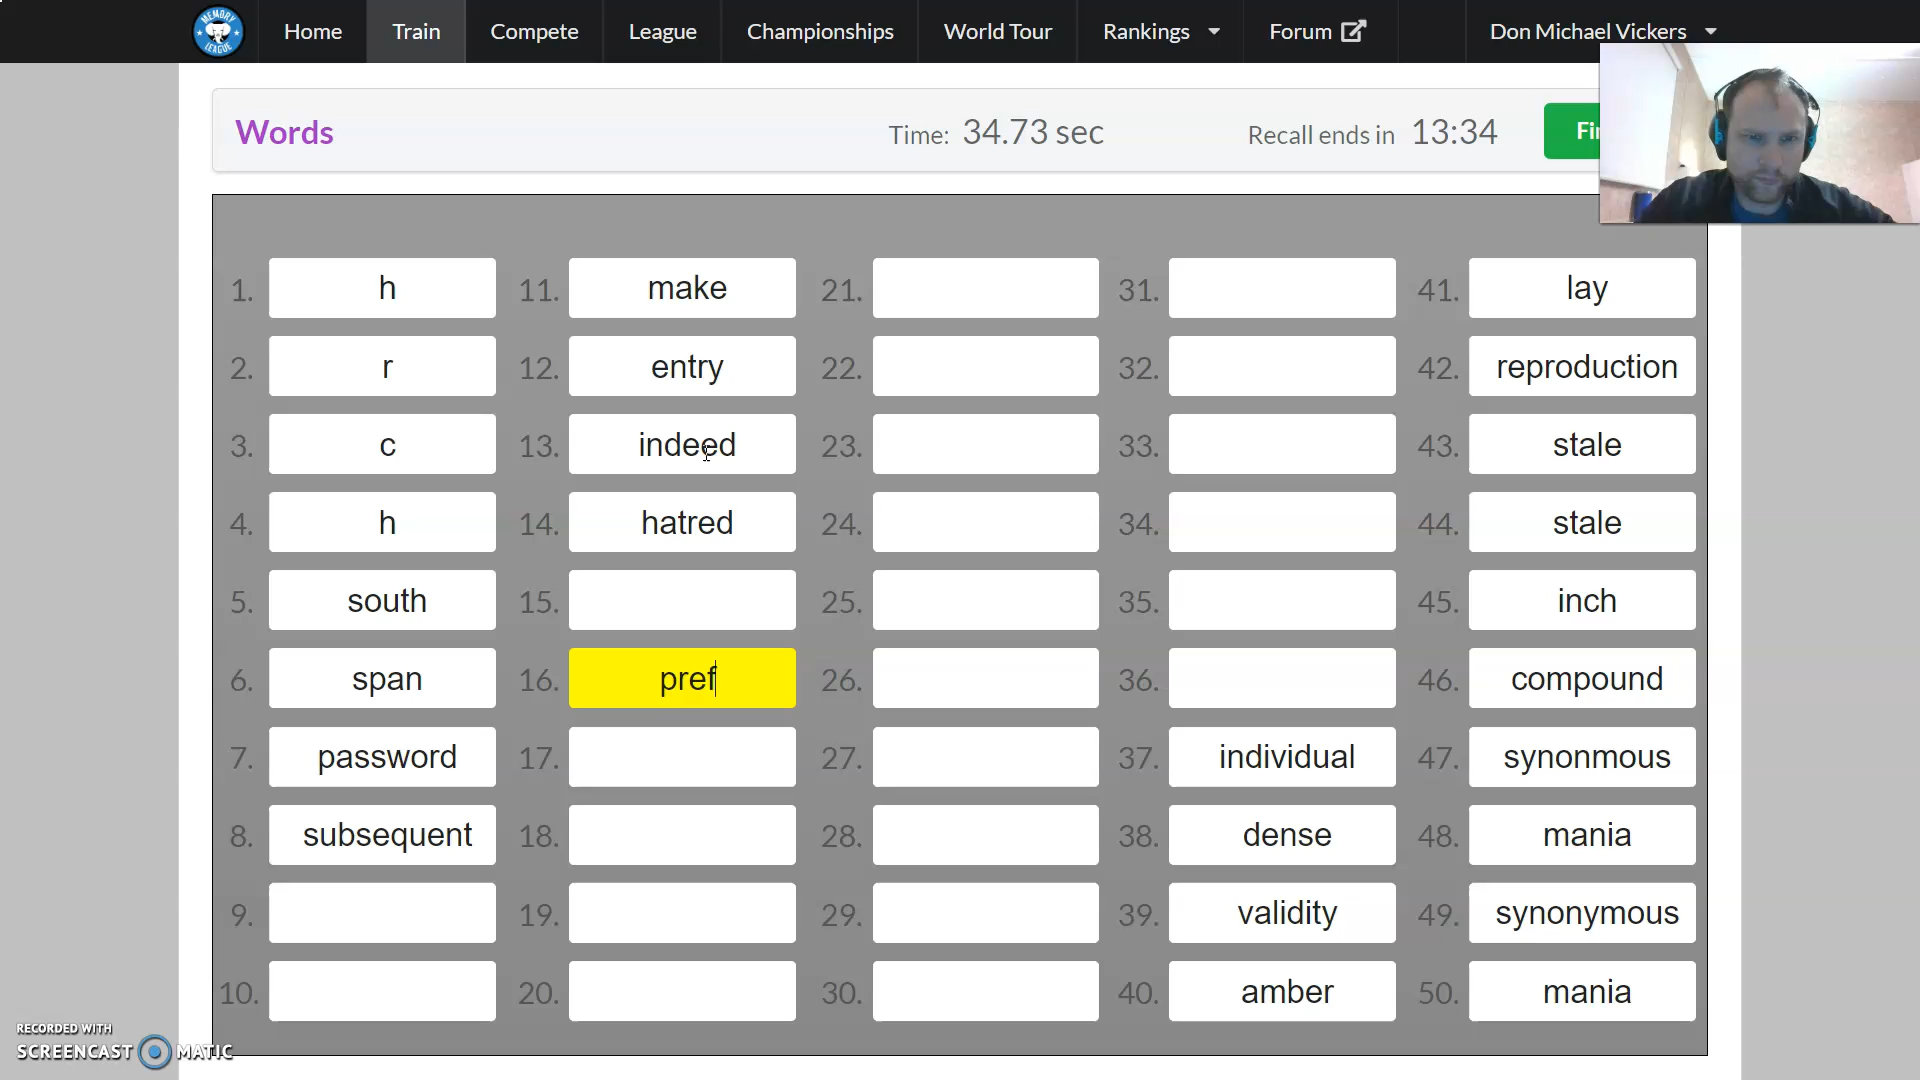 MEMORY LEAGUE Home Train Compete League Championships World Tour Rankings Forum Don Michael Vickers
Words Time: 34.73 sec Recall ends in 13:34
1. h 11. make 21. 31. 41. lay
2. r 12. entry 22. 32. 42. reproduction
3. c 13. indeed 23. 33. 43. stale
4. h 14. hatred 24. 34. 44. stale
5. south 15. 25. 35. 45. inch
6. span 16. pref 26. 36. 46. compound
7. password 17. 27. 37. individual 47. synonmous
8. subsequent 18. 28. 38. dense 48. mania
9. 19. 29. 39. validity 49. synonymous
10. 20. 30. 40. amber 50. mania
RECORDED WITH
SCREENCAST MATIC